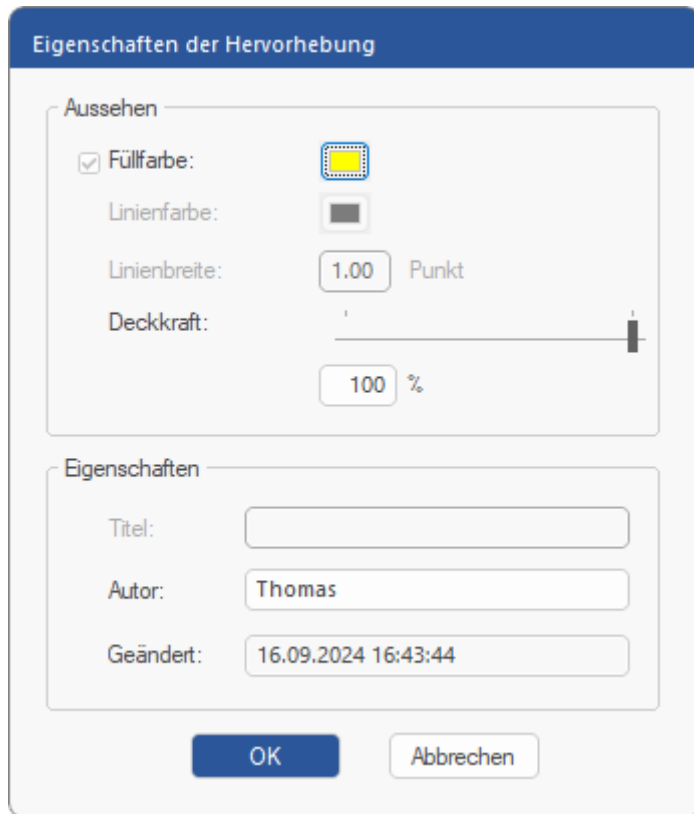 Eigenschaften der Hervorhebung
Aussehen
Füllfarbe:
Linienfarbe:
Linienbreite: 1.00 Punkt
Deckkraft:
100 %
Eigenschaften
Titel:
Autor: Thomas
Geändert: 16.09.2024 16:43:44
OK Abbrechen